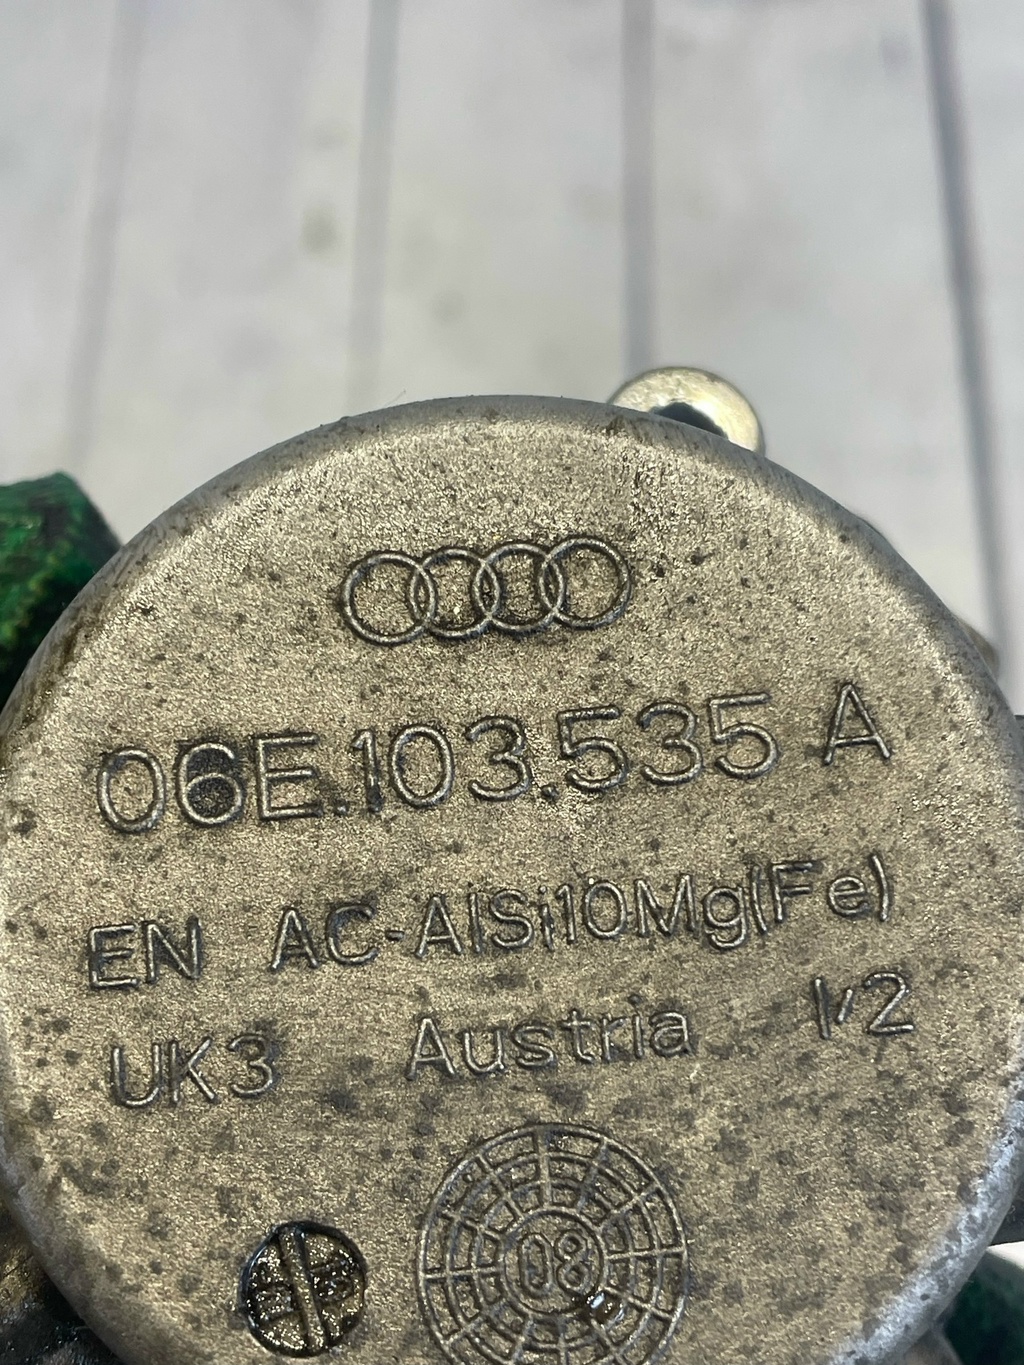 06E.103.535 A
EN AC-AlSi10Mg(Fe)
UK3 Austria 1/2
08